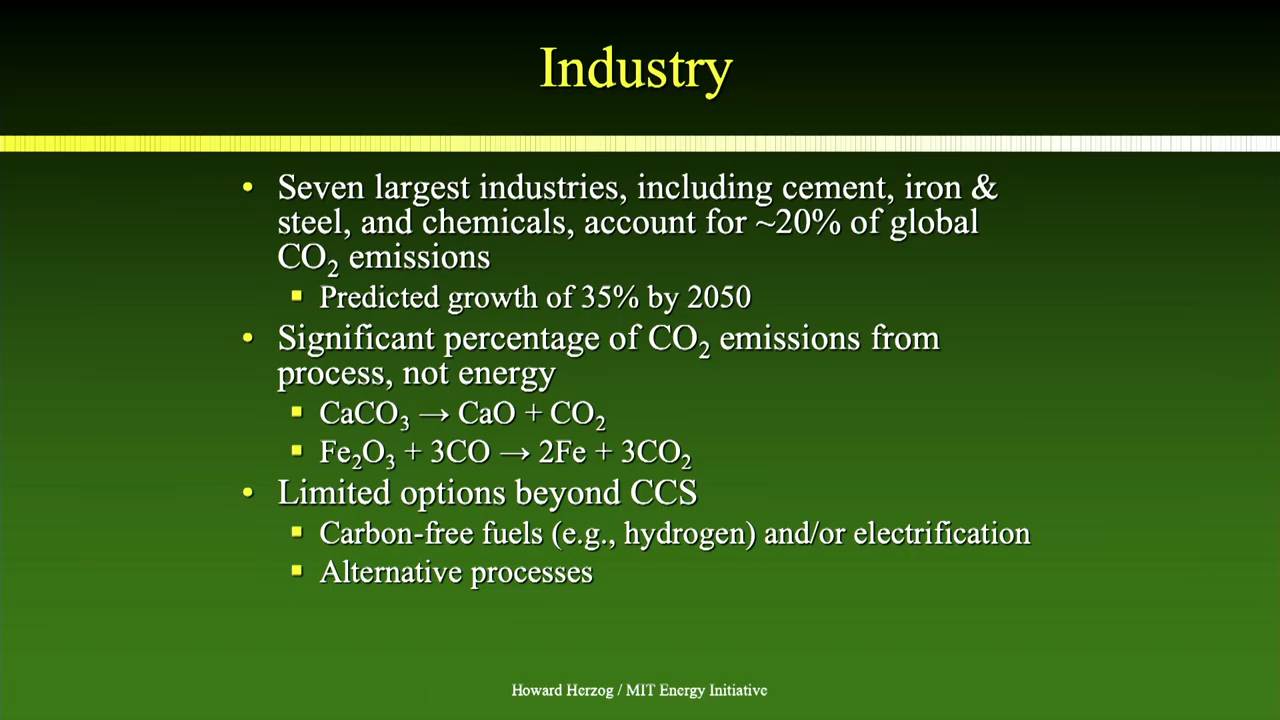 Industry
• Seven largest industries, including cement, iron &
steel, and chemicals, account for ~20% of global
CO₂ emissions
▪ Predicted growth of 35% by 2050
• Significant percentage of CO₂ emissions from
process, not energy
▪ CaCO₃ → CaO + CO₂
▪ Fe₂O₃ + 3CO → 2Fe + 3CO₂
• Limited options beyond CCS
▪ Carbon-free fuels (e.g., hydrogen) and/or electrification
▪ Alternative processes
Howard Herzog / MIT Energy Initiative